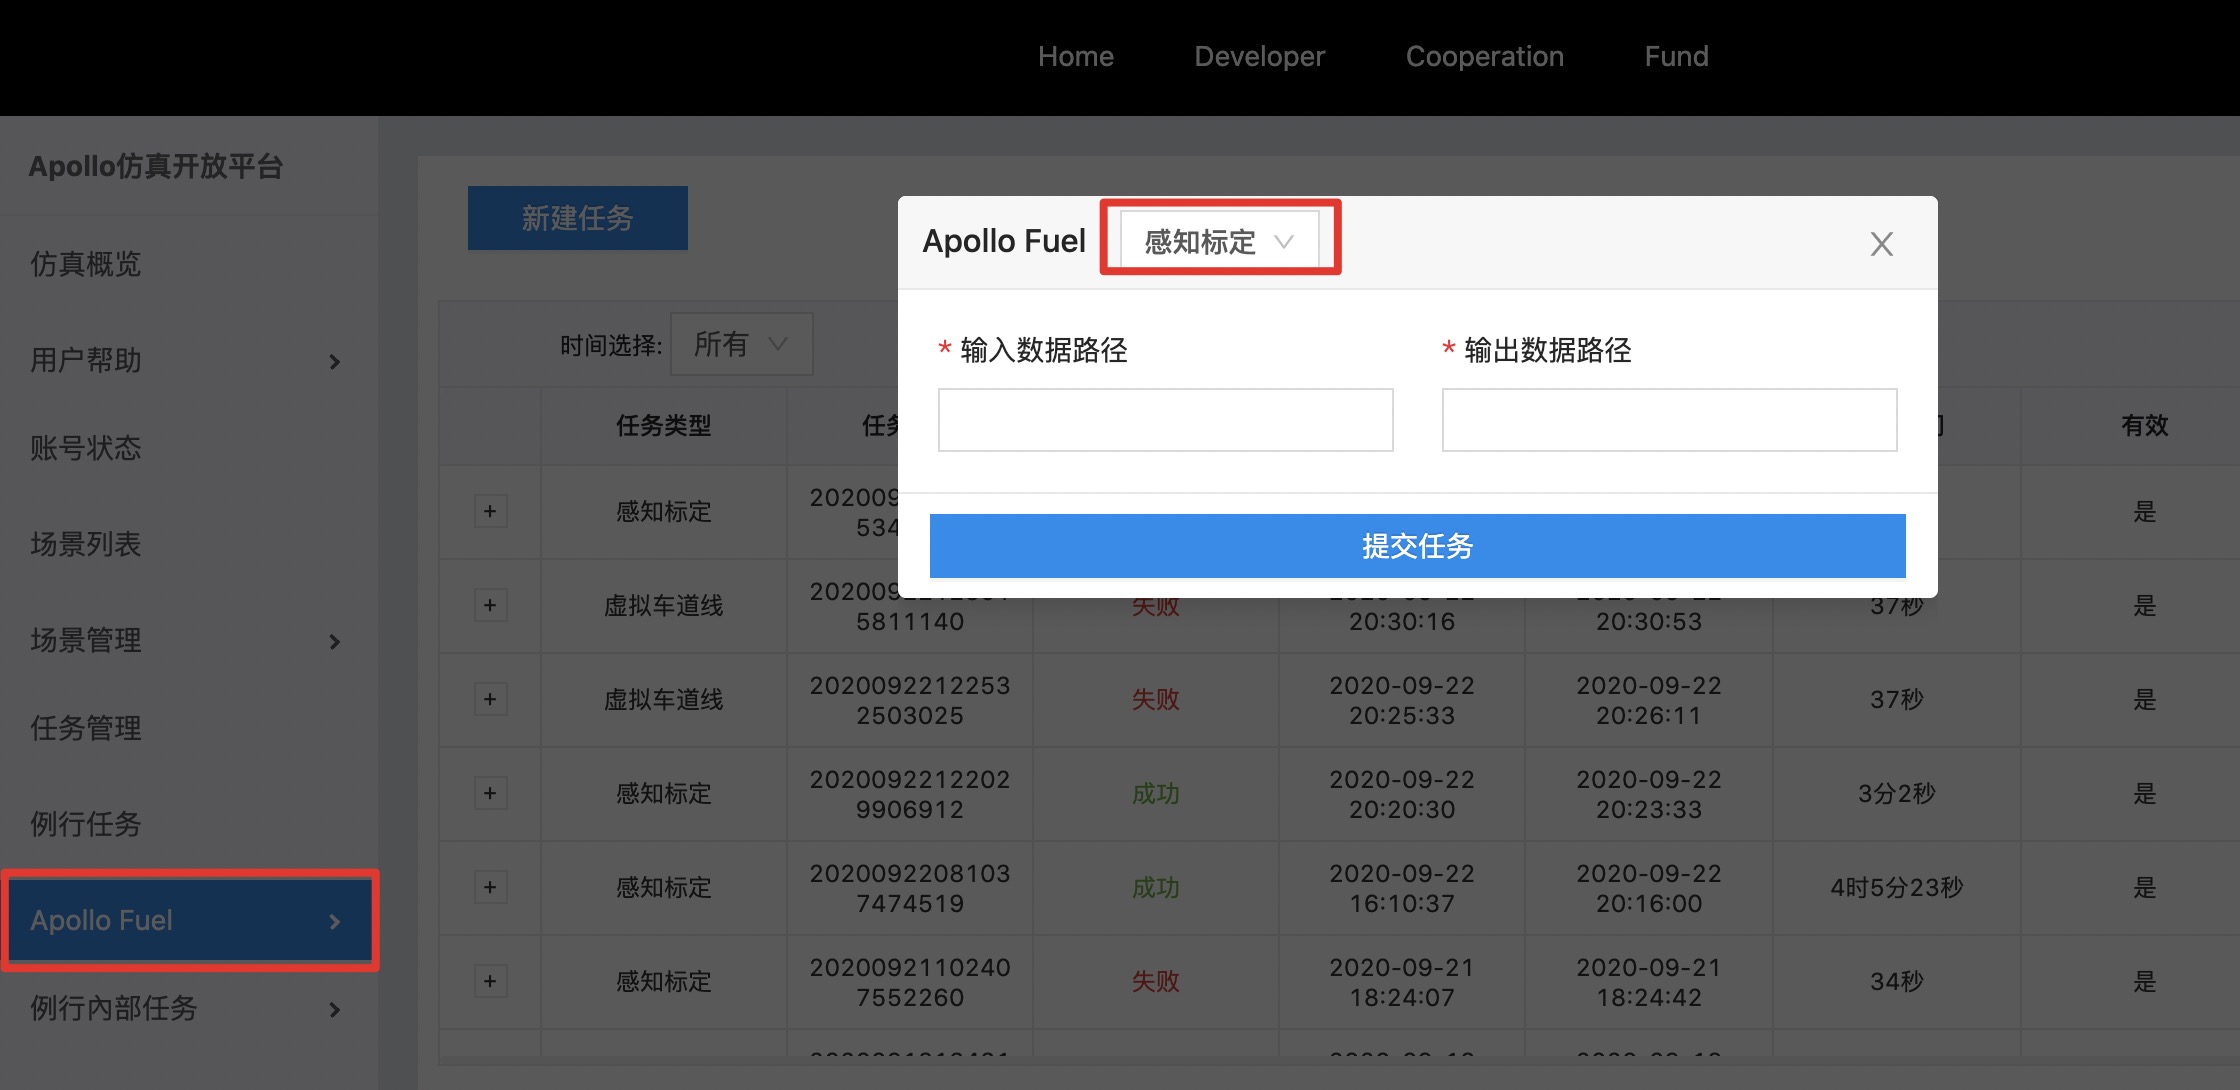 Home Developer Cooperation Fund
Apollo仿真开放平台
仿真概览
用户帮助
账号状态
场景列表
场景管理
任务管理
例行任务
Apollo Fuel
例行内部任务
新建任务
时间选择: 所有
Apollo Fuel 感知标定 X
* 输入数据路径 * 输出数据路径
提交任务
任务类型 有效
+ 感知标定 是
+ 虚拟车道线
5811140 失败
20:30:16
20:30:53 37秒 是
+ 虚拟车道线 2020092212253
2503025 失败 2020-09-22
20:25:33 2020-09-22
20:26:11 37秒 是
+ 感知标定 2020092212202
9906912 成功 2020-09-22
20:20:30 2020-09-22
20:23:33 3分2秒 是
+ 感知标定 2020092208103
7474519 成功 2020-09-22
16:10:37 2020-09-22
20:16:00 4时5分23秒 是
+ 感知标定 2020092110240
7552260 失败 2020-09-21
18:24:07 2020-09-21
18:24:42 34秒 是